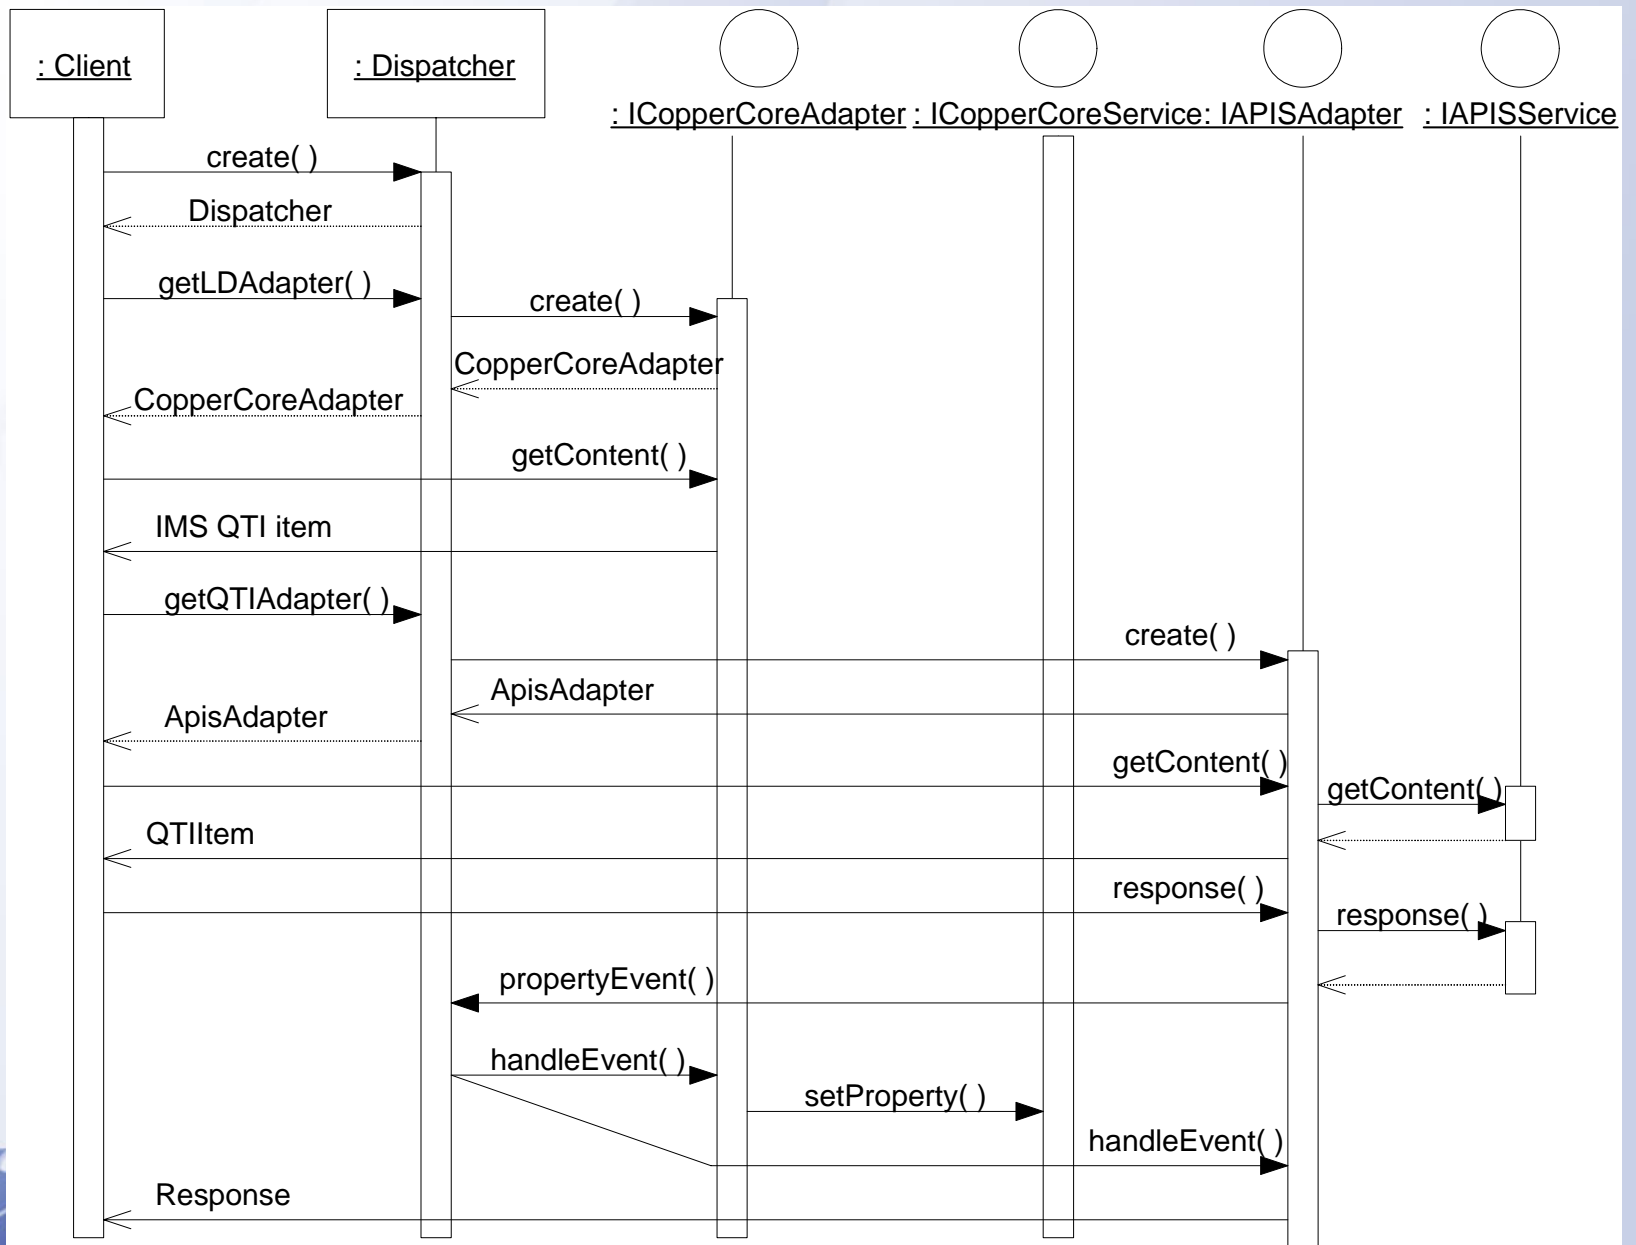 : Client
: Dispatcher
: ICopperCoreAdapter
: ICopperCoreService
: IAPISAdapter
: IAPISService
create( )
Dispatcher
getLDAdapter( )
create( )
CopperCoreAdapter
CopperCoreAdapter
getContent( )
IMS QTI item
getQTIAdapter( )
create( )
ApisAdapter
ApisAdapter
getContent( )
getContent( )
QTIItem
response( )
response( )
propertyEvent( )
handleEvent( )
setProperty( )
handleEvent( )
Response